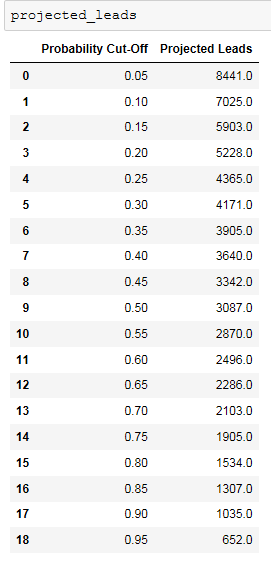 projected_leads
Probability Cut-Off Projected Leads
0 0.05 8441.0
1 0.10 7025.0
2 0.15 5903.0
3 0.20 5228.0
4 0.25 4365.0
5 0.30 4171.0
6 0.35 3905.0
7 0.40 3640.0
8 0.45 3342.0
9 0.50 3087.0
10 0.55 2870.0
11 0.60 2496.0
12 0.65 2286.0
13 0.70 2103.0
14 0.75 1905.0
15 0.80 1534.0
16 0.85 1307.0
17 0.90 1035.0
18 0.95 652.0